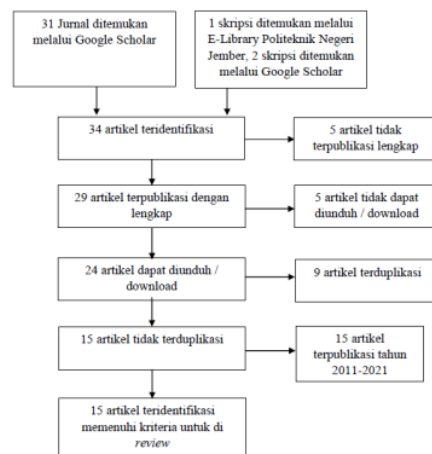 31 Jurnal ditemukan
melalui Google Scholar
1 skripsi ditemukan melalui
E-Library Politeknik Negeri
Jember, 2 skripsi ditemukan
melalui Google Scholar
34 artikel teridentifikasi
5 artikel tidak
terpublikasi lengkap
29 artikel terpublikasi dengan
lengkap
5 artikel tidak dapat
diunduh / download
24 artikel dapat diunduh /
download
9 artikel terduplikasi
15 artikel tidak terduplikasi
15 artikel
terpublikasi tahun
2011-2021
15 artikel teridentifikasi
memenuhi kriteria untuk di
review